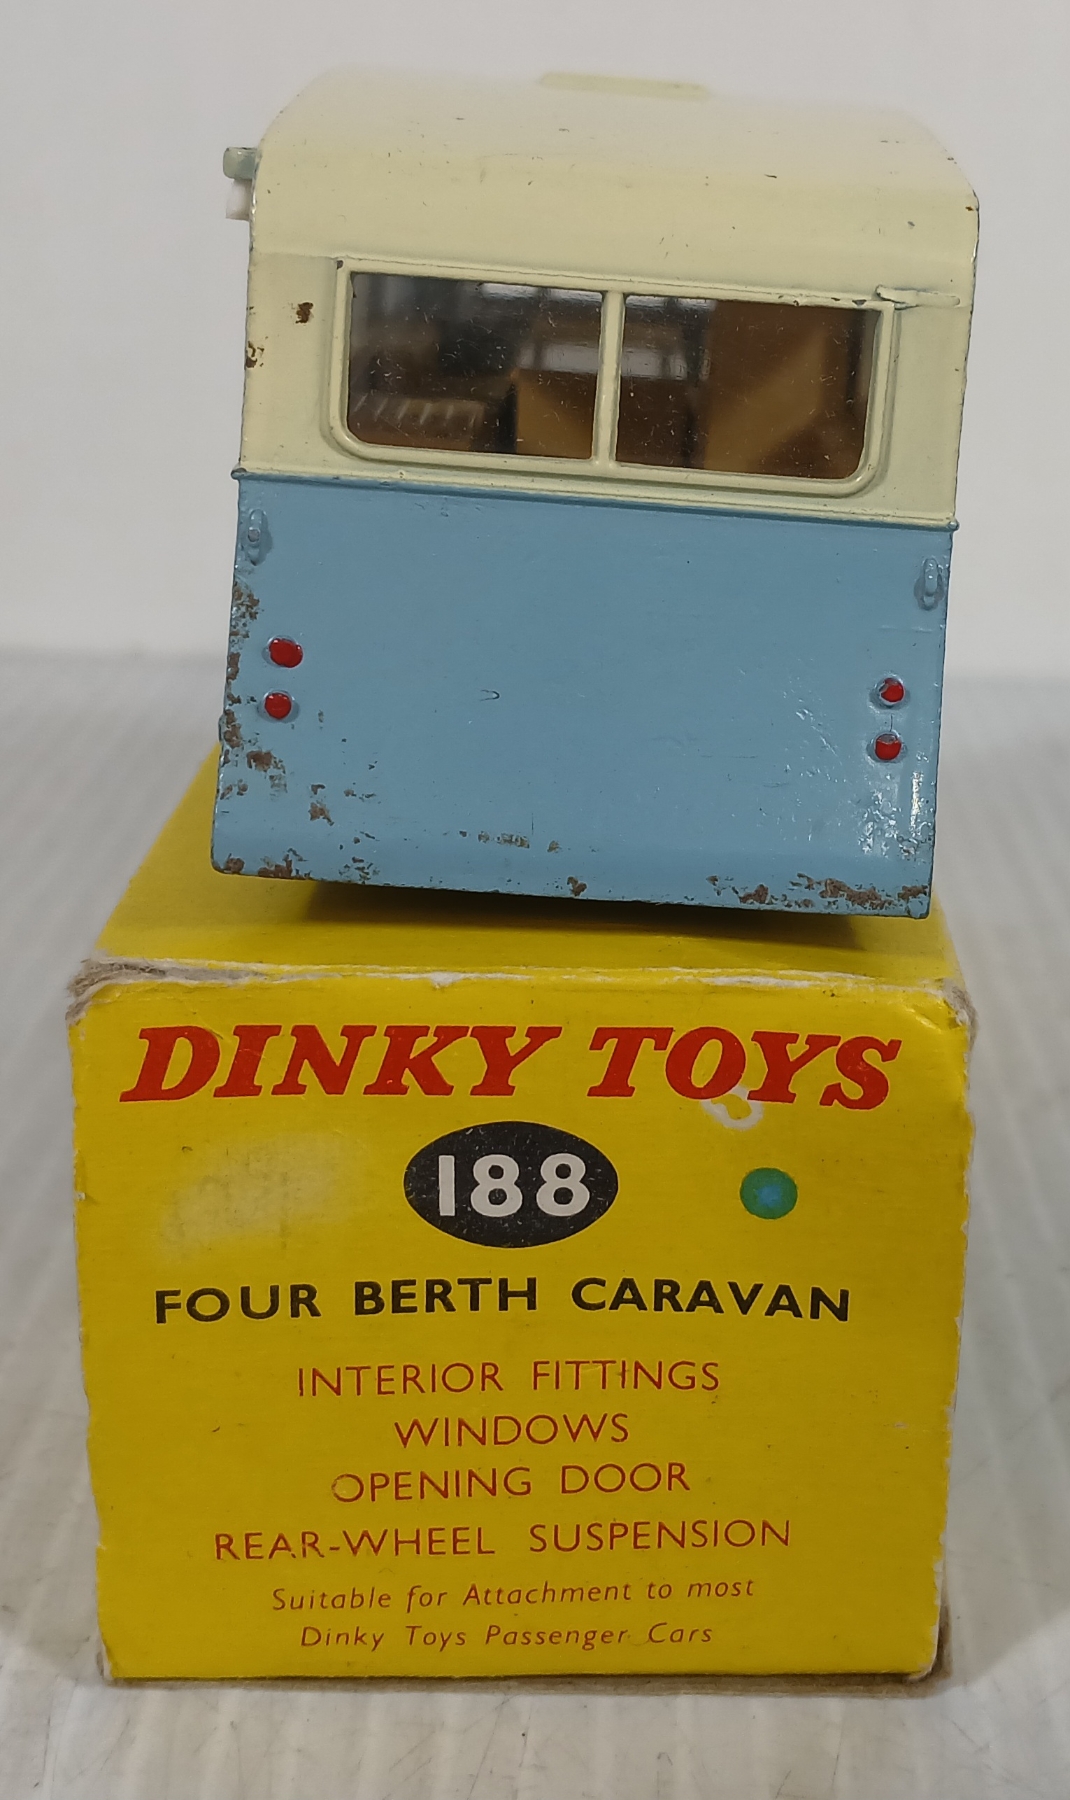 DINKY TOYS
188
FOUR BERTH CARAVAN
INTERIOR FITTINGS
WINDOWS
OPENING DOOR
REAR-WHEEL SUSPENSION
Suitable for Attachment to most
Dinky Toys Passenger Cars